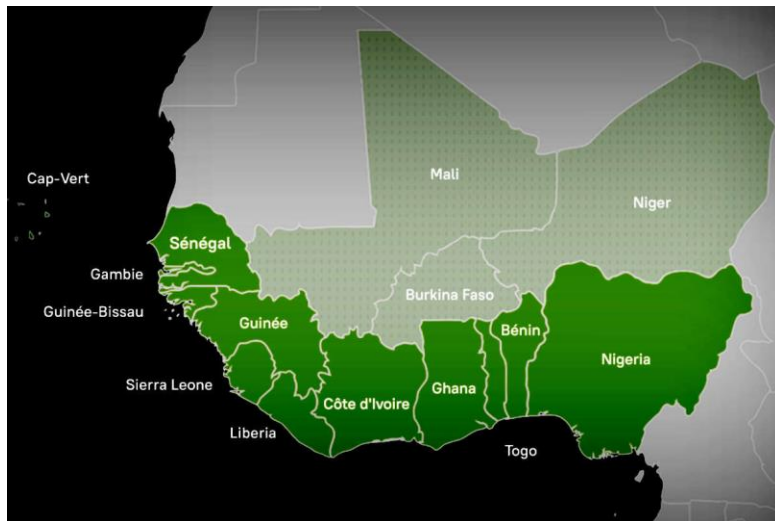 Mali
Cap-Vert
Niger
Sénégal
Gambie
Burkina Faso
Guinée-Bissau
Guinée
Bénin
Nigeria
Sierra Leone
Ghana
Côte d'Ivoire
Liberia
Togo